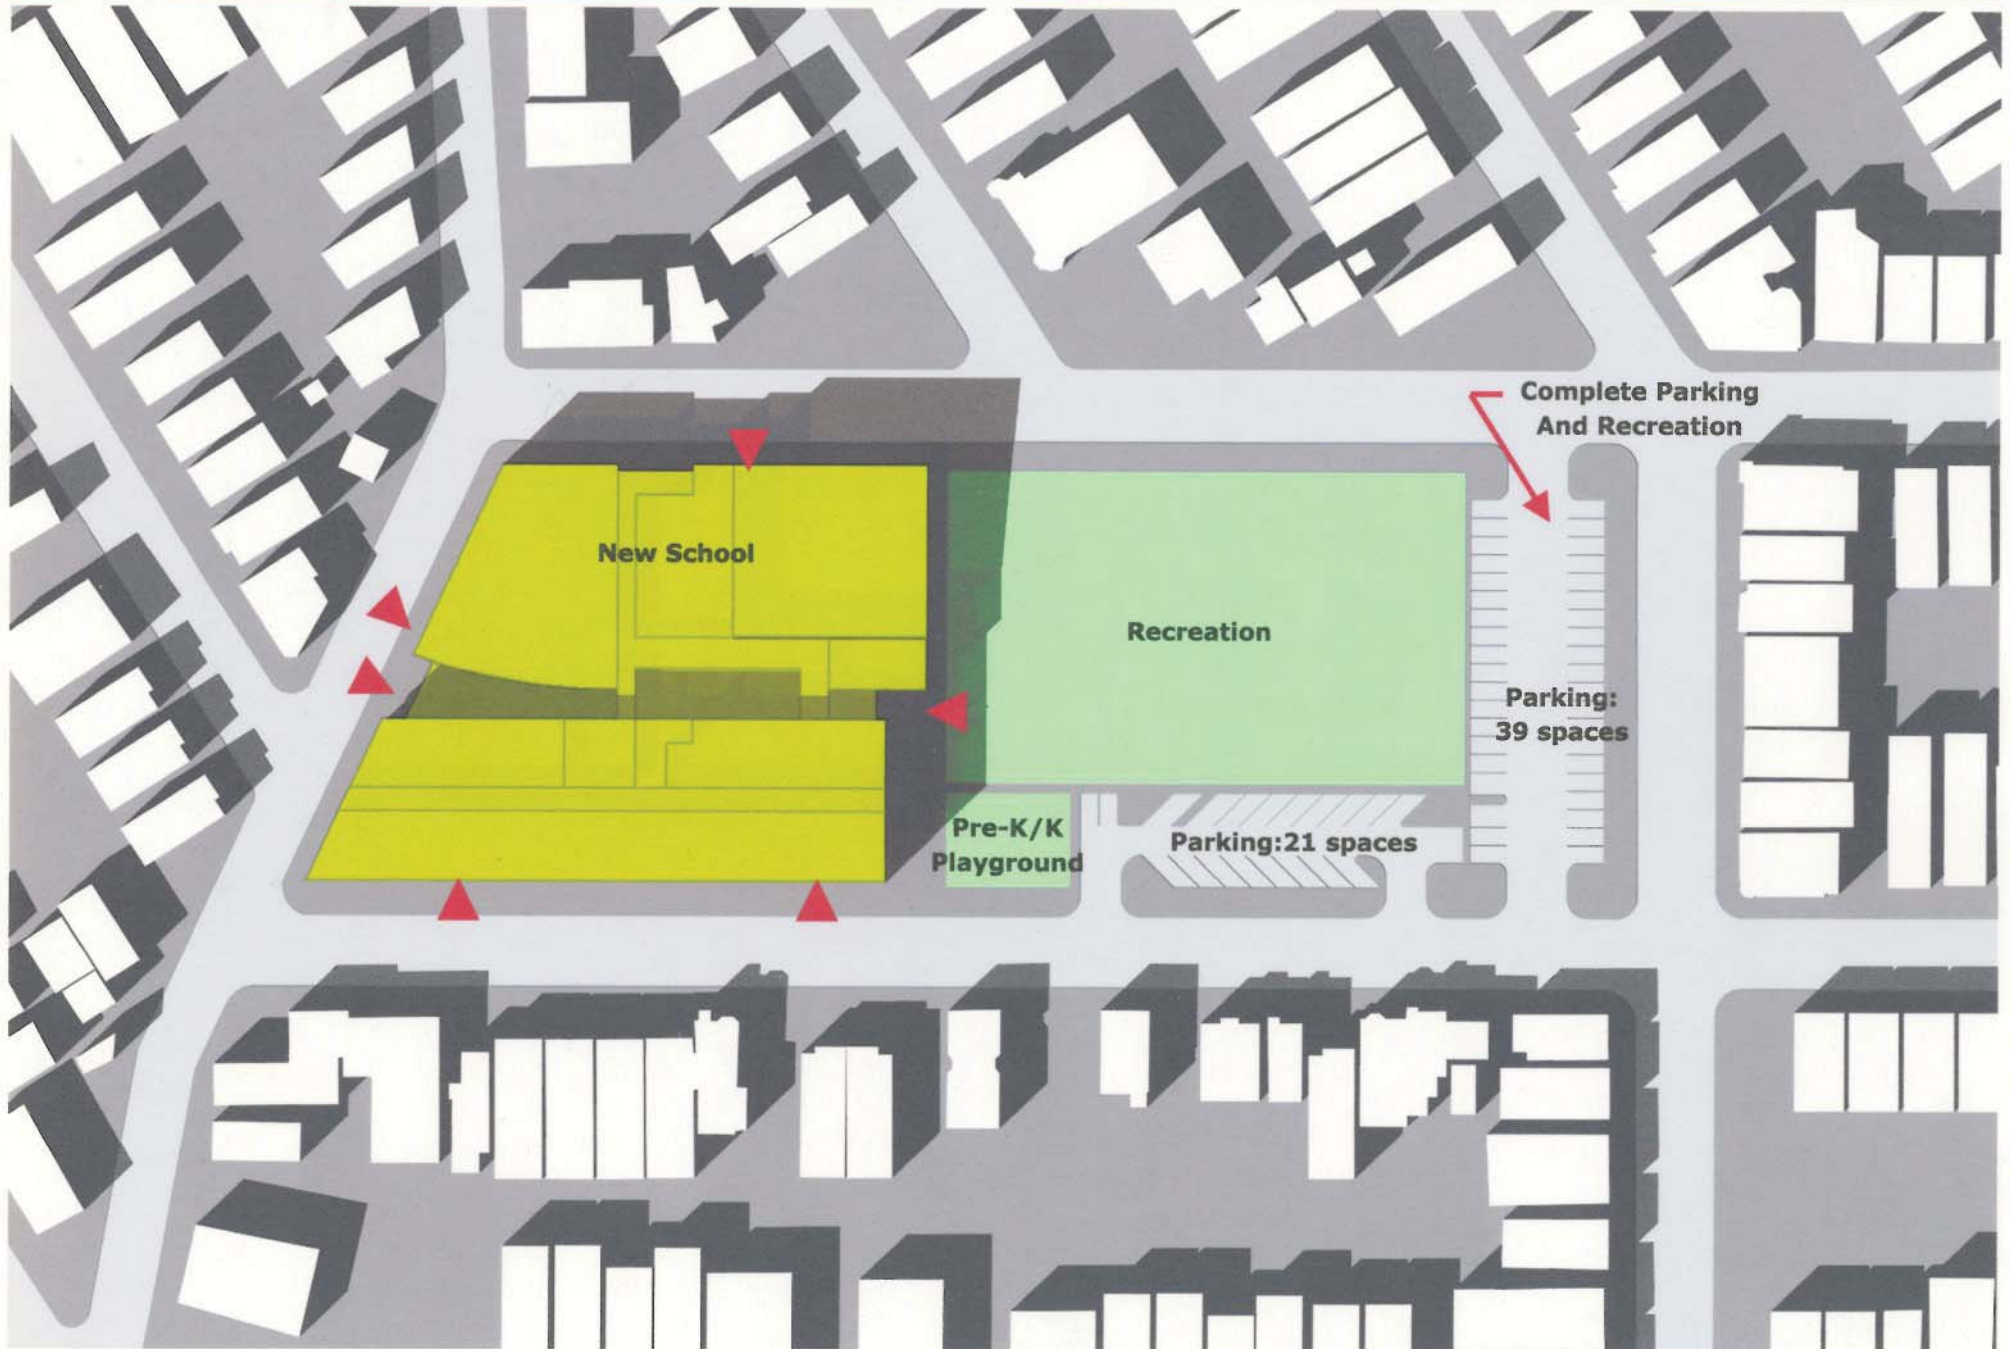 Complete Parking
And Recreation
New School
Recreation
Parking:
39 spaces
Pre-K/K
Playground
Parking:21 spaces